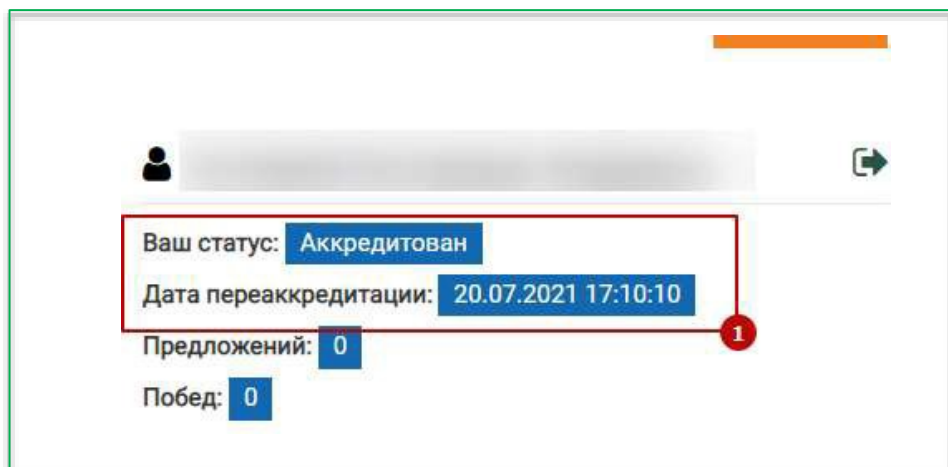 Ваш статус: Аккредитован
Дата переаккредитации: 20.07.2021 17:10:10
1
Предложений: 0
Побед: 0